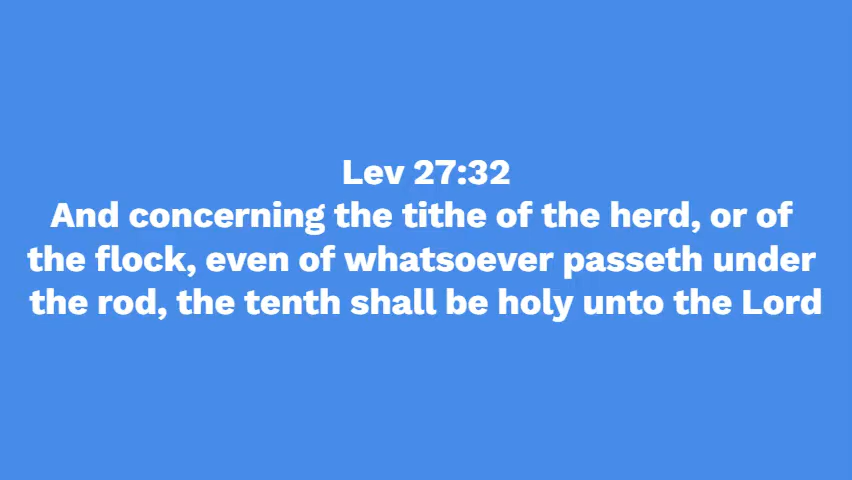 Lev 27:32
And concerning the tithe of the herd, or of
the flock, even of whatsoever passeth under
the rod, the tenth shall be holy unto the Lord